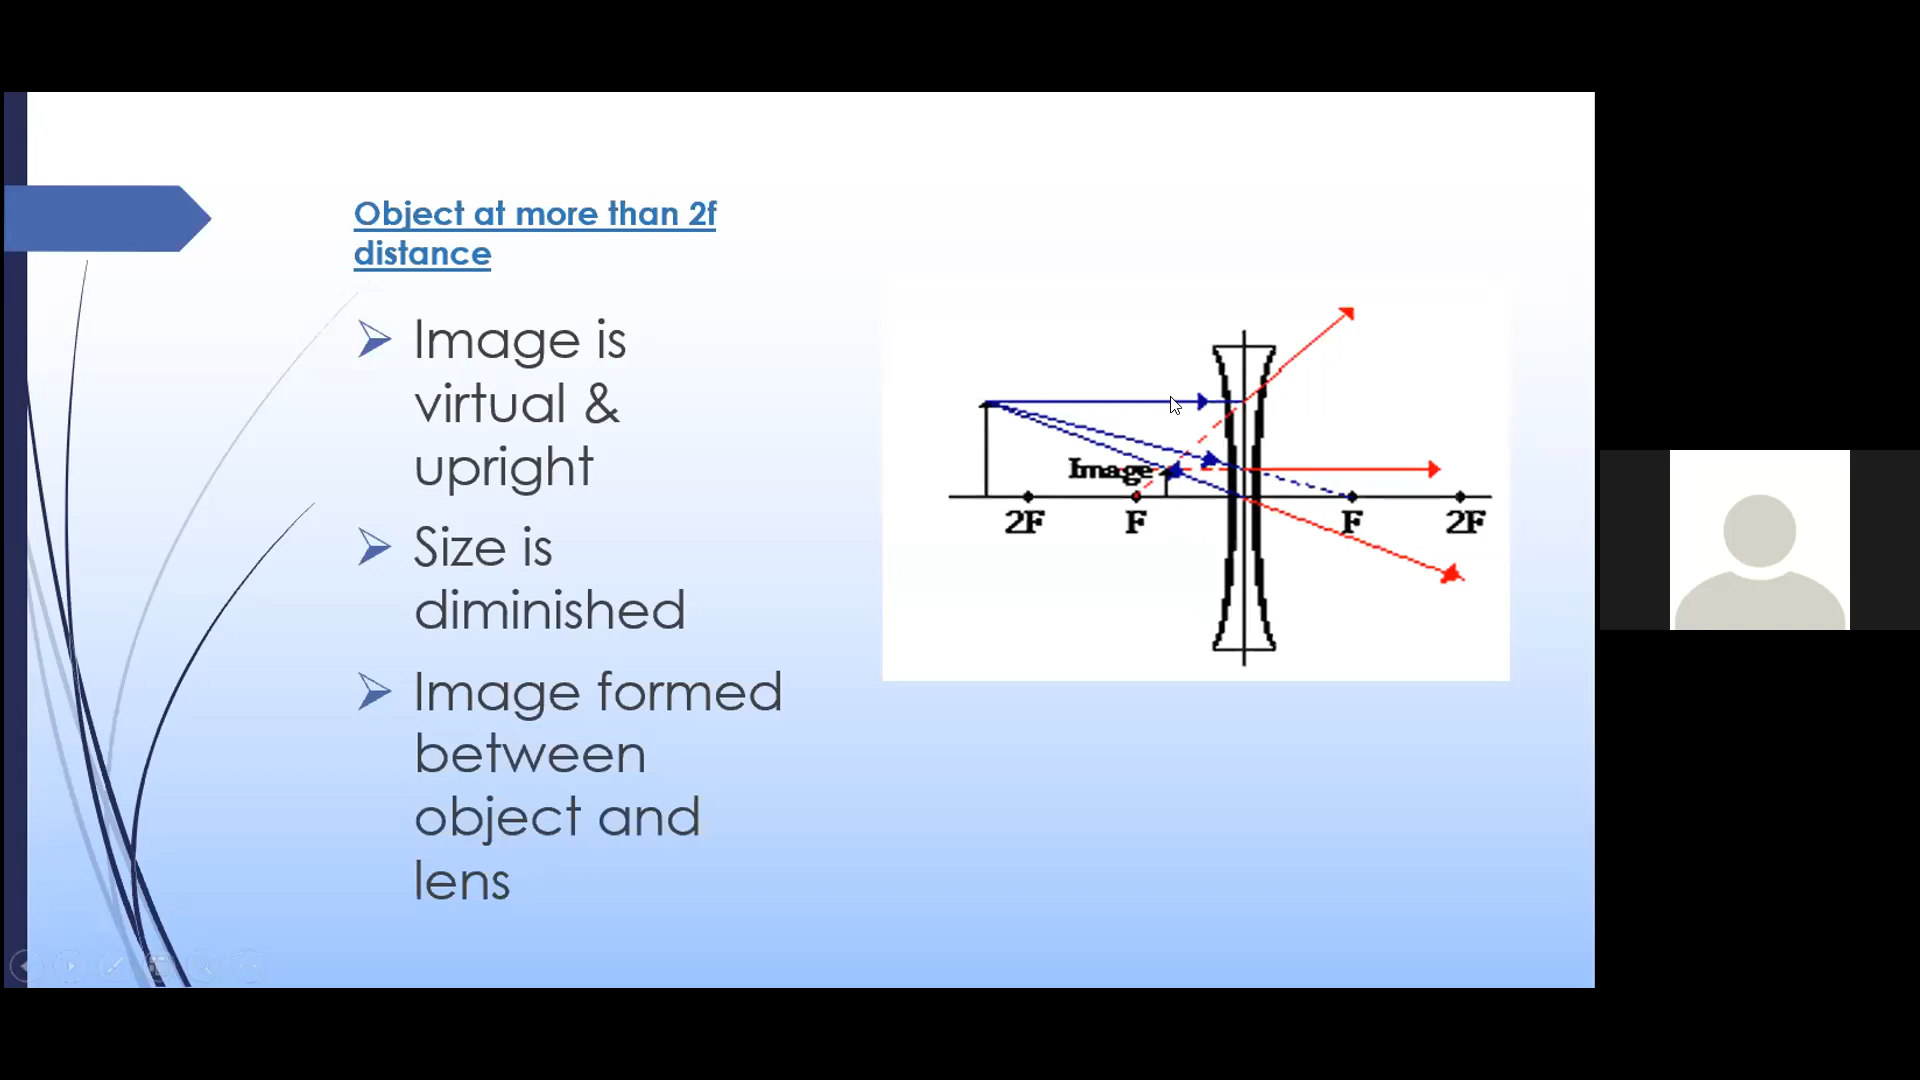 Object at more than 2f
distance
Image is
virtual &
upright
Size is
diminished
Image formed
between
object and
lens
Image
2F
F
F
2F